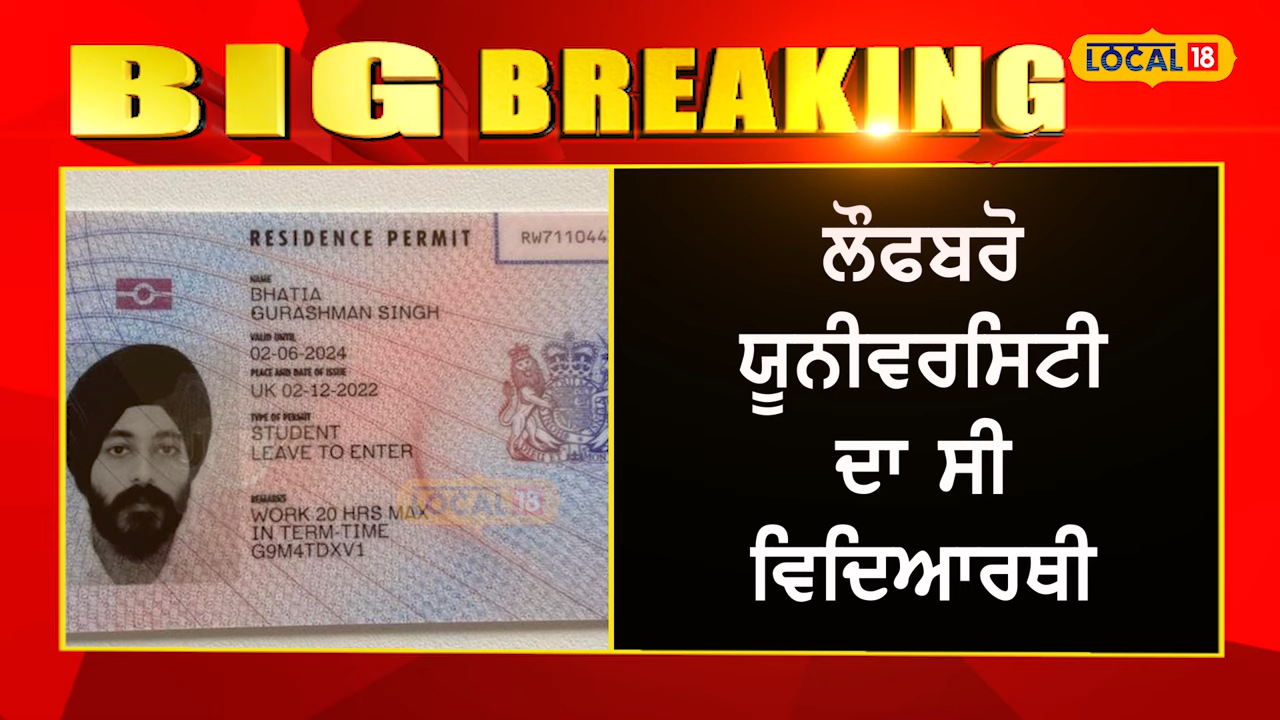 BIG BREAKING
LOCAL 18
RESIDENCE PERMIT
RW711044
NAME
BHATIA
GURASHMAN SINGH
VALID UNTIL
02-06-2024
PLACE AND DATE OF ISSUE
UK 02-12-2022
TYPE OF PERMIT
STUDENT
LEAVE TO ENTER
REMARKS
WORK 20 HRS MAX
IN TERM-TIME
G9M4TDXV1
LOCAL 18
ਲੌਫਬਰੋ
ਯੂਨੀਵਰਸਿਟੀ
ਦਾ ਸੀ
ਵਿਦਿਆਰਥੀ